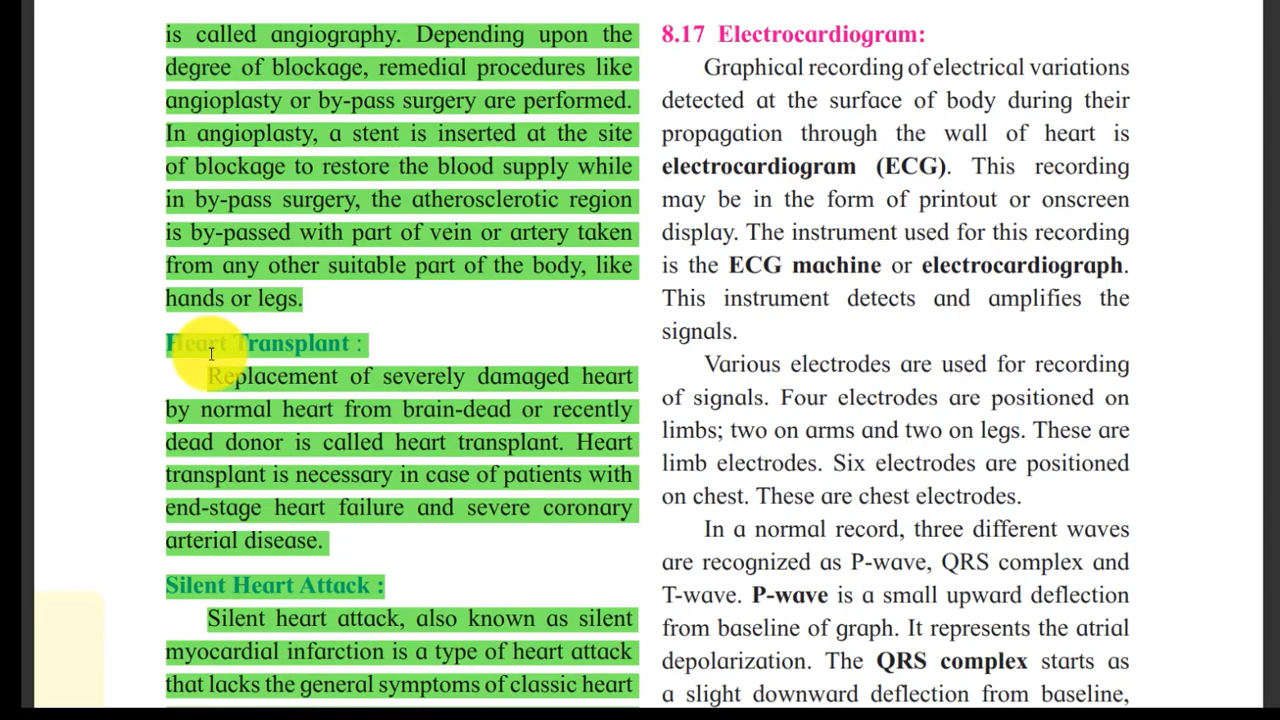 is called angiography. Depending upon the
degree of blockage, remedial procedures like
angioplasty or by-pass surgery are performed.
In angioplasty, a stent is inserted at the site
of blockage to restore the blood supply while
in by-pass surgery, the atherosclerotic region
is by-passed with part of vein or artery taken
from any other suitable part of the body, like
hands or legs.
Heart Transplant :
Replacement of severely damaged heart
by normal heart from brain-dead or recently
dead donor is called heart transplant. Heart
transplant is necessary in case of patients with
end-stage heart failure and severe coronary
arterial disease.
Silent Heart Attack :
Silent heart attack, also known as silent
myocardial infarction is a type of heart attack
that lacks the general symptoms of classic heart
8.17 Electrocardiogram:
Graphical recording of electrical variations
detected at the surface of body during their
propagation through the wall of heart is
electrocardiogram (ECG). This recording
may be in the form of printout or onscreen
display. The instrument used for this recording
is the ECG machine or electrocardiograph.
This instrument detects and amplifies the
signals.
Various electrodes are used for recording
of signals. Four electrodes are positioned on
limbs; two on arms and two on legs. These are
limb electrodes. Six electrodes are positioned
on chest. These are chest electrodes.
In a normal record, three different waves
are recognized as P-wave, QRS complex and
T-wave. P-wave is a small upward deflection
from baseline of graph. It represents the atrial
depolarization. The QRS complex starts as
a slight downward deflection from baseline,